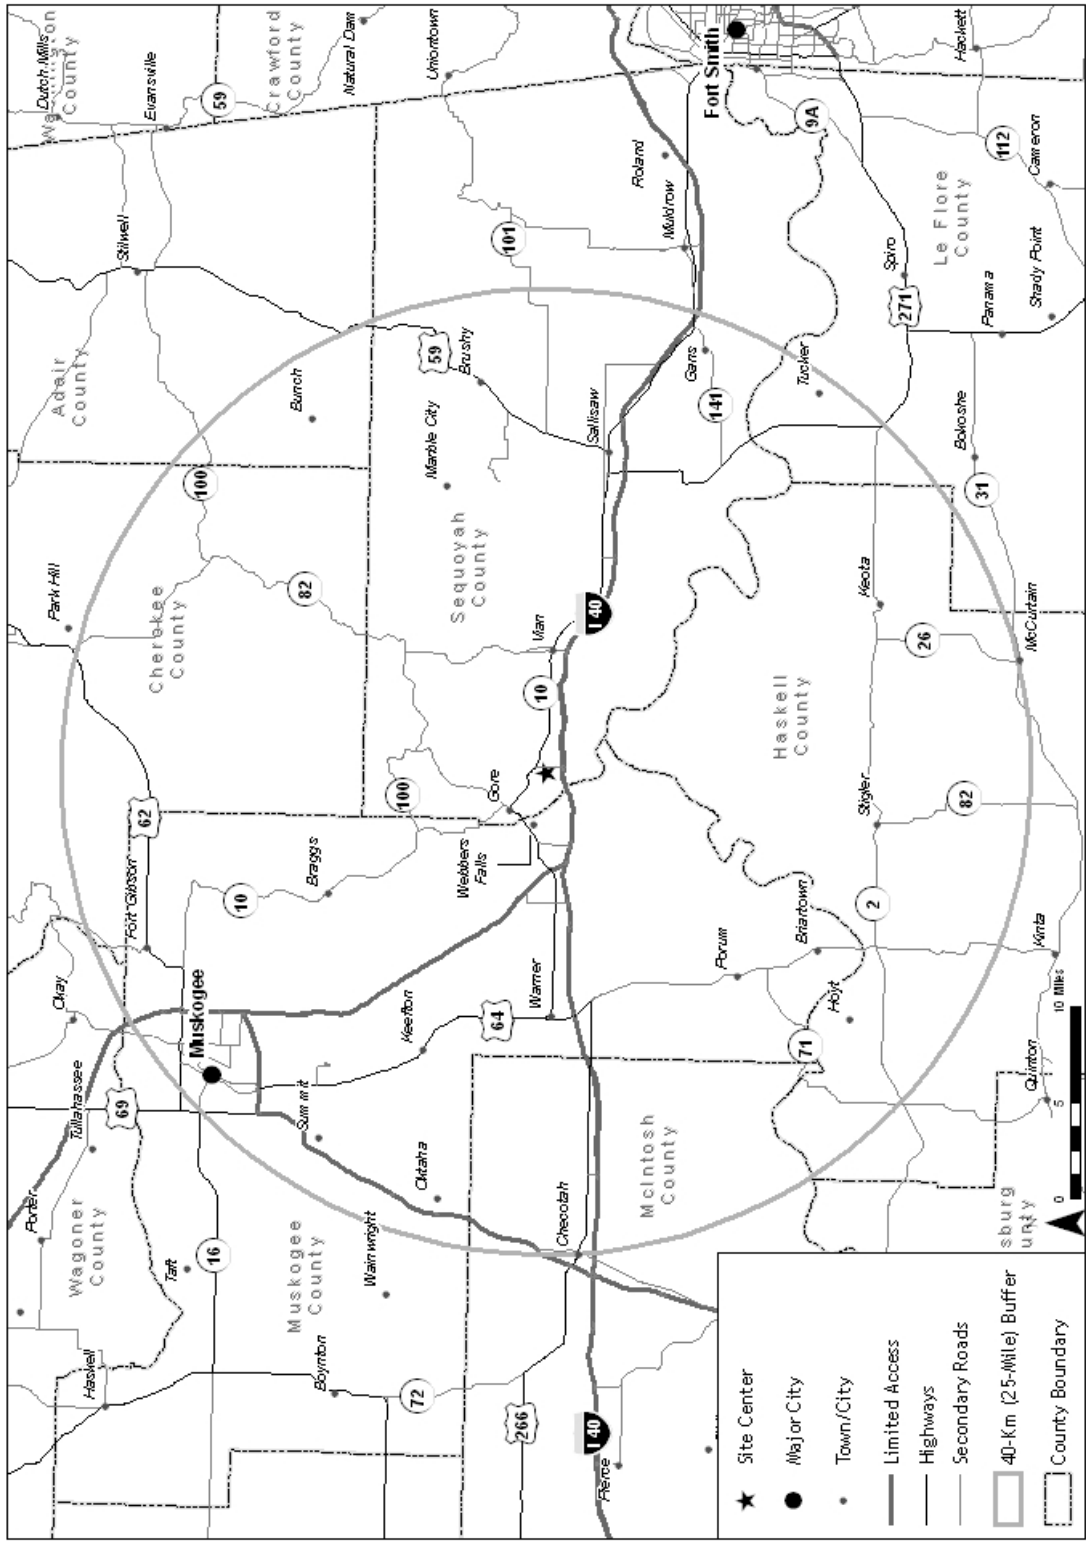 Haskell
Porter
Tullahassee
Okay
Park Hill
Dutch Mills
Wagoner
County
69
Fort Gibson
62
Cherokee
County
Adair
County
Stilwell
Evansville
County
Taft
16
Muskogee
10
Braggs
82
100
Bunch
59
Crawford
County
Natural Dam
Boynton
Muskogee
County
Summit
72
Wainwright
Oktaha
Keefton
100
Marble City
59
Brushy
Uniontown
64
Webbers
Falls
Gore
Sequoyah
County
101
266
Checotah
Warner
10
Vian
I 40
Sallisaw
Roland
Muldrow
I 40
Pierce
McIntosh
County
Porum
Gans
141
Fort Smith
71
Hoyt
Briartown
Haskell
County
Tucker
9A
2
Stigler
Keota
271
Spiro
Le Flore
County
82
26
31
Bokoshe
Panama
112
Hackett
Quinton
Kinta
McCurtain
Shady Point
Cameron
sburg
unty
0
5
10 Miles
Site Center
Major City
Town/City
Limited Access
Highways
Secondary Roads
40-Km (25-Mile) Buffer
County Boundary